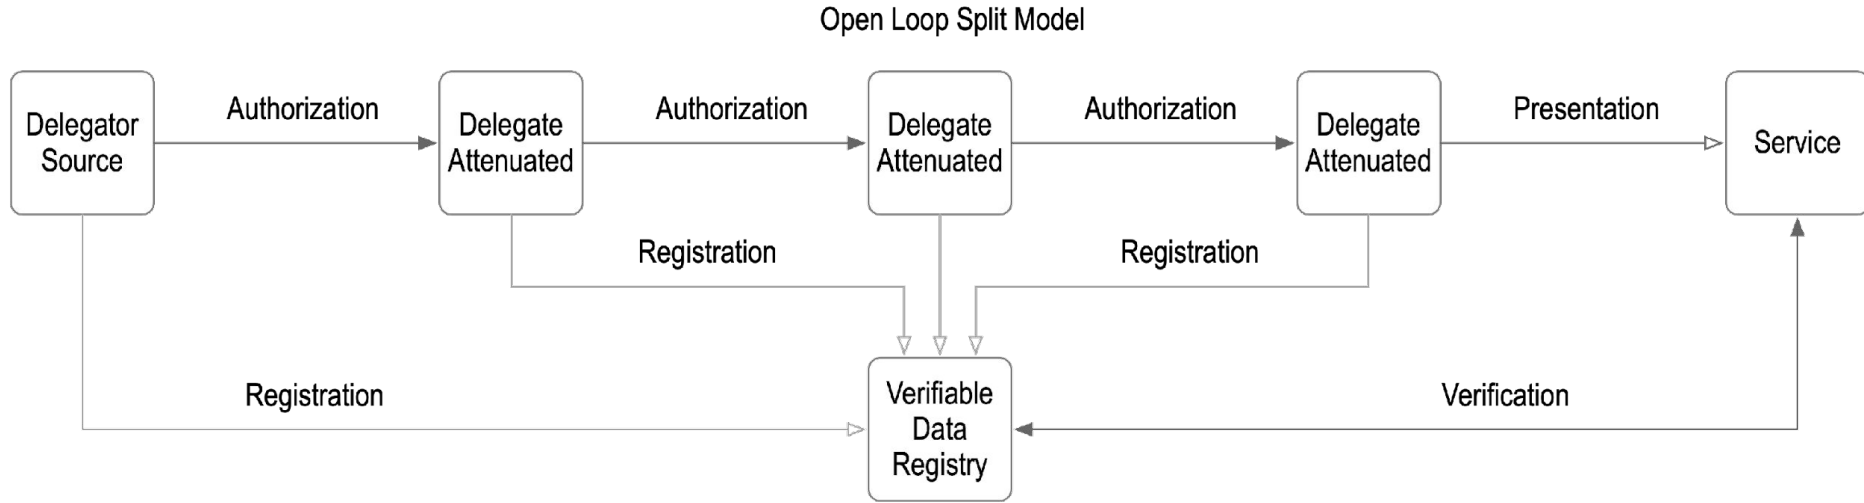 Open Loop Split Model
Delegator
Source
Authorization
Delegate
Attenuated
Authorization
Delegate
Attenuated
Authorization
Delegate
Attenuated
Presentation
Service
Registration
Registration
Registration
Verifiable
Data
Registry
Verification